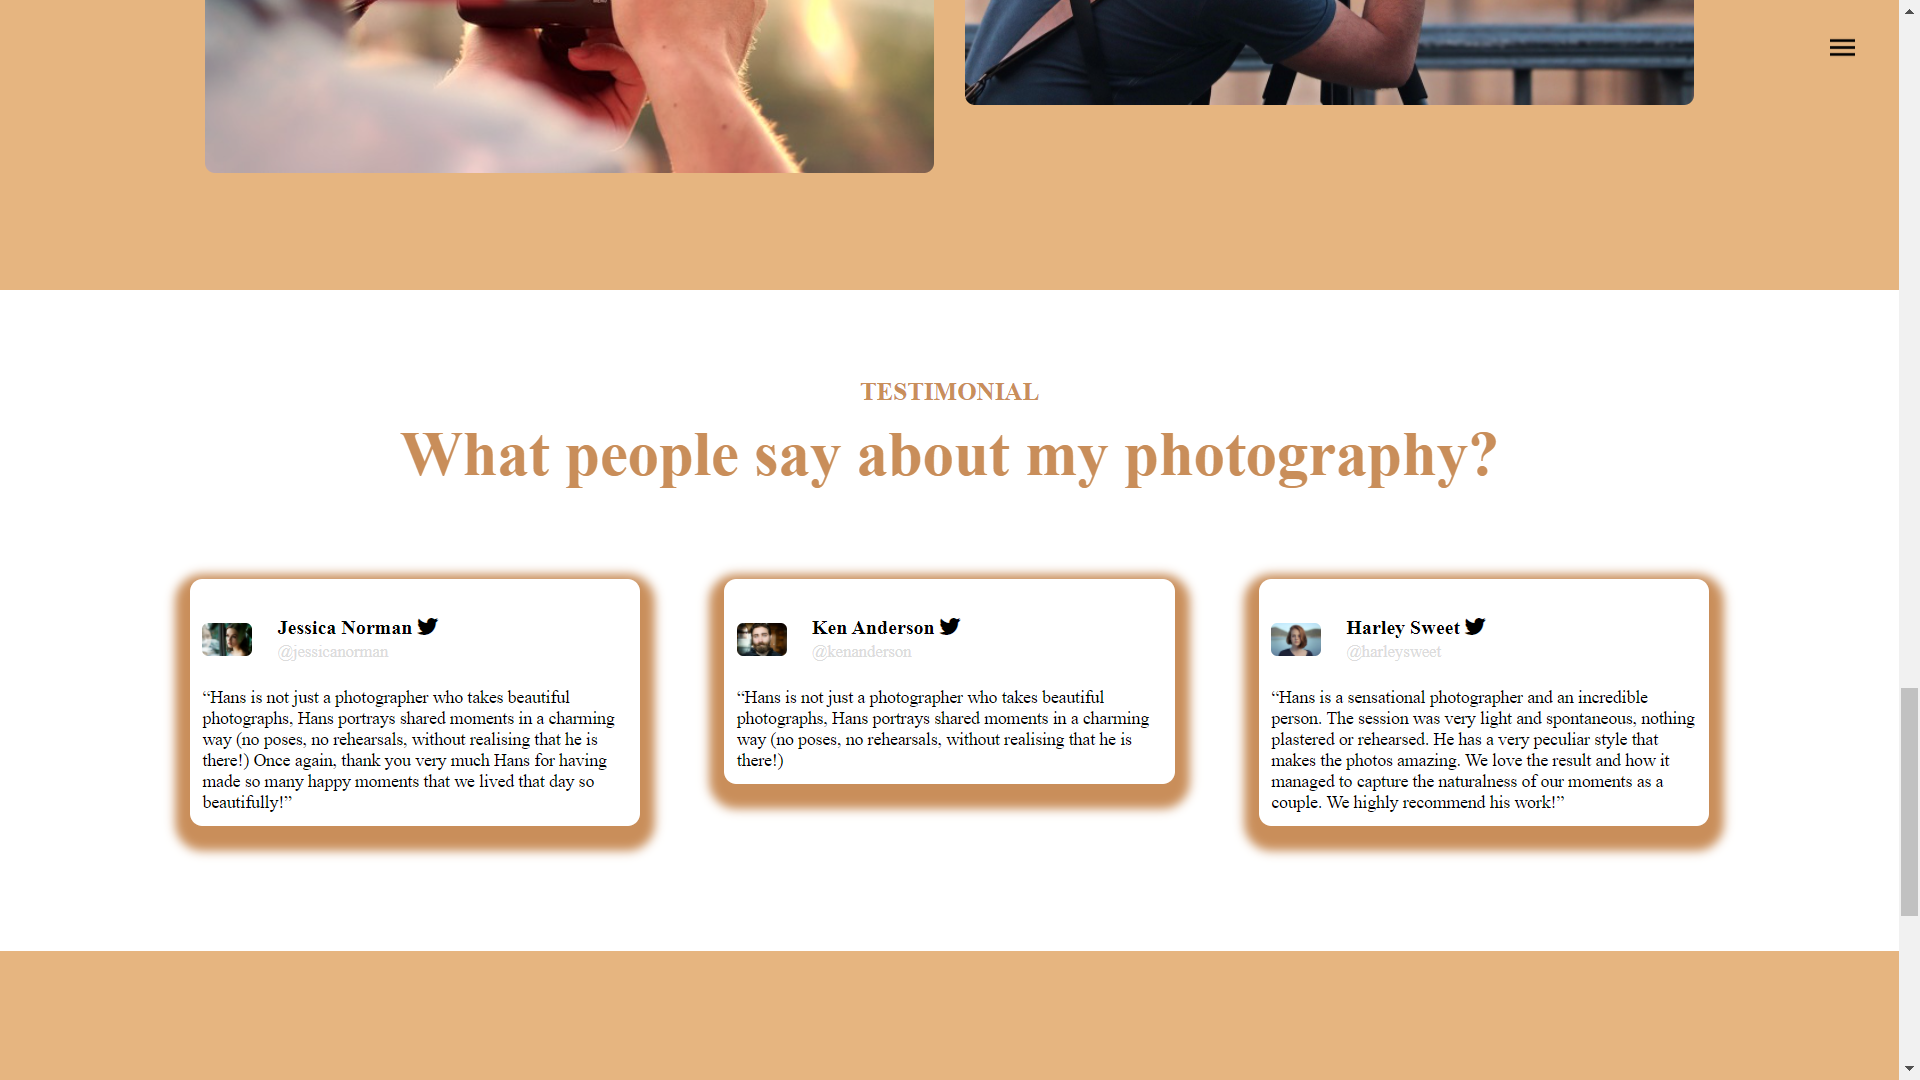 TESTIMONIAL
What people say about my photography?
Jessica Norman
@jessicanorman
“Hans is not just a photographer who takes beautiful
photographs, Hans portrays shared moments in a charming
way (no poses, no rehearsals, without realising that he is
there!) Once again, thank you very much Hans for having
made so many happy moments that we lived that day so
beautifully!”
Ken Anderson
@kenanderson
“Hans is not just a photographer who takes beautiful
photographs, Hans portrays shared moments in a charming
way (no poses, no rehearsals, without realising that he is
there!)
Harley Sweet
@harleysweet
“Hans is a sensational photographer and an incredible
person. The session was very light and spontaneous, nothing
plastered or rehearsed. He has a very peculiar style that
makes the photos amazing. We love the result and how it
managed to capture the naturalness of our moments as a
couple. We highly recommend his work!”